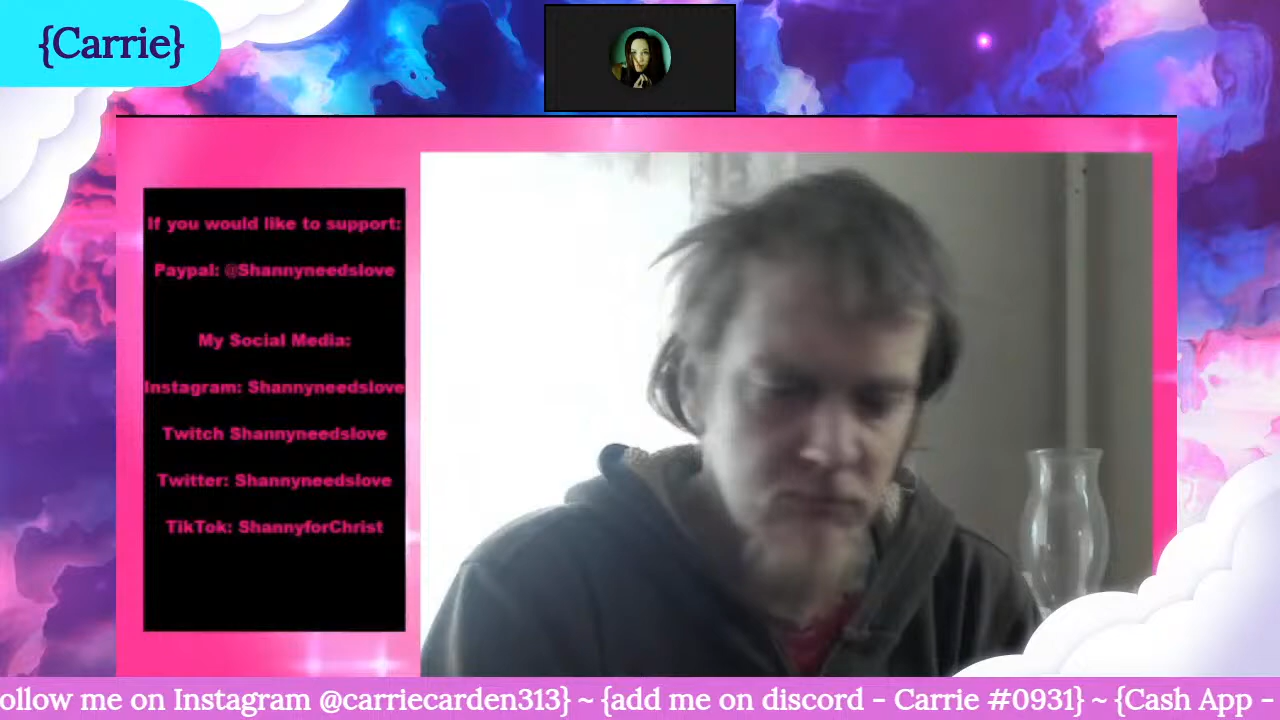 {Carrie}
If you would like to support:
Paypal: @Shannyneedslove
My Social Media:
Instagram: Shannyneedslove
Twitch Shannyneedslove
Twitter: Shannyneedslove
TikTok: ShannyforChrist
ollow me on Instagram @carriecarden313} ~ {add me on discord - Carrie #0931} ~ {Cash App -